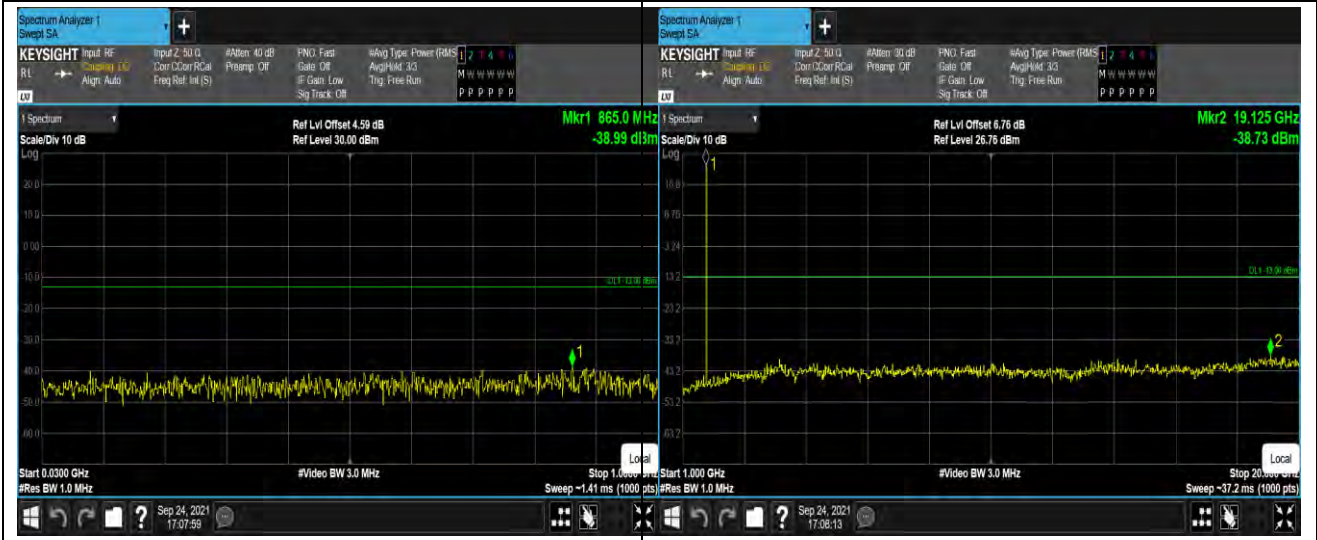 Spectrum Analyzer 1
Swept SA
+
KEYSIGHT Input: RF
RL
Coupling: DC
Align: Auto
Input Z: 50 Ω
Corr CCorr RCal
Freq Ref: Int (S)
#Atten: 40 dB
Preamp: Off
PNO: Fast
Gate: Off
IF Gain: Low
Sig Track: Off
#Avg Type: Power (RMS
Avg|Hold: 3/3
Trig: Free Run
1 2 3 4 5 6
M W W W W W
P P P P P P
LXI
1 Spectrum
Scale/Div 10 dB
Log
Ref Lvl Offset 4.59 dB
Ref Level 30.00 dBm
Mkr1 865.0 MHz
-38.99 dBm
20.0
10.0
0.00
-10.0
DL1 -13.00 dBm
-20.0
-30.0
1
-40.0
-50.0
-60.0
Local
Start 0.0300 GHz
#Res BW 1.0 MHz
#Video BW 3.0 MHz
Sweep ~1.41 ms (1000 pts)
?
Sep 24, 2021
17:07:59
Spectrum Analyzer 1
Swept SA
+
KEYSIGHT Input: RF
RL
Coupling: DC
Align: Auto
Input Z: 50 Ω
Corr CCorr RCal
Freq Ref: Int (S)
#Atten: 30 dB
Preamp: Off
PNO: Fast
Gate: Off
IF Gain: Low
Sig Track: Off
#Avg Type: Power (RMS
Avg|Hold: 3/3
Trig: Free Run
1 2 3 4 5 6
M W W W W W
P P P P P P
LXI
1 Spectrum
Scale/Div 10 dB
Log
Ref Lvl Offset 6.76 dB
Ref Level 26.76 dBm
Mkr2 19.125 GHz
-38.73 dBm
1
16.8
6.76
-3.24
-13.2
DL1 -13.00 dBm
-23.2
-33.2
2
-43.2
-53.2
-63.2
Local
Start 1.000 GHz
#Res BW 1.0 MHz
#Video BW 3.0 MHz
Sweep ~37.2 ms (1000 pts)
?
Sep 24, 2021
17:08:13